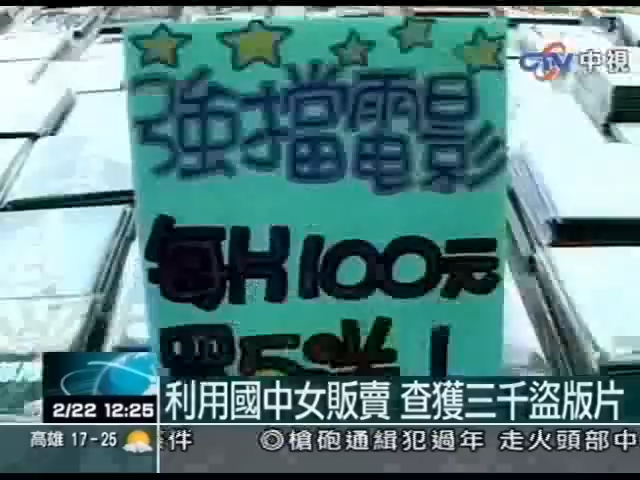 CTV 中視
強擋電影
每片100元
利用國中女販賣 查獲三千盜版片
2/22 12:25
高雄 17-25 件 ◎槍砲通緝犯過年 走火頭部中